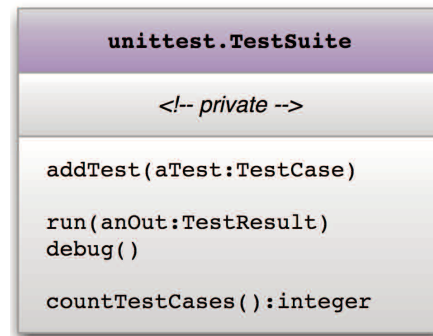 unittest.TestSuite
<!-- private -->
addTest(aTest:TestCase)
run(anOut:TestResult)
debug()
countTestCases():integer